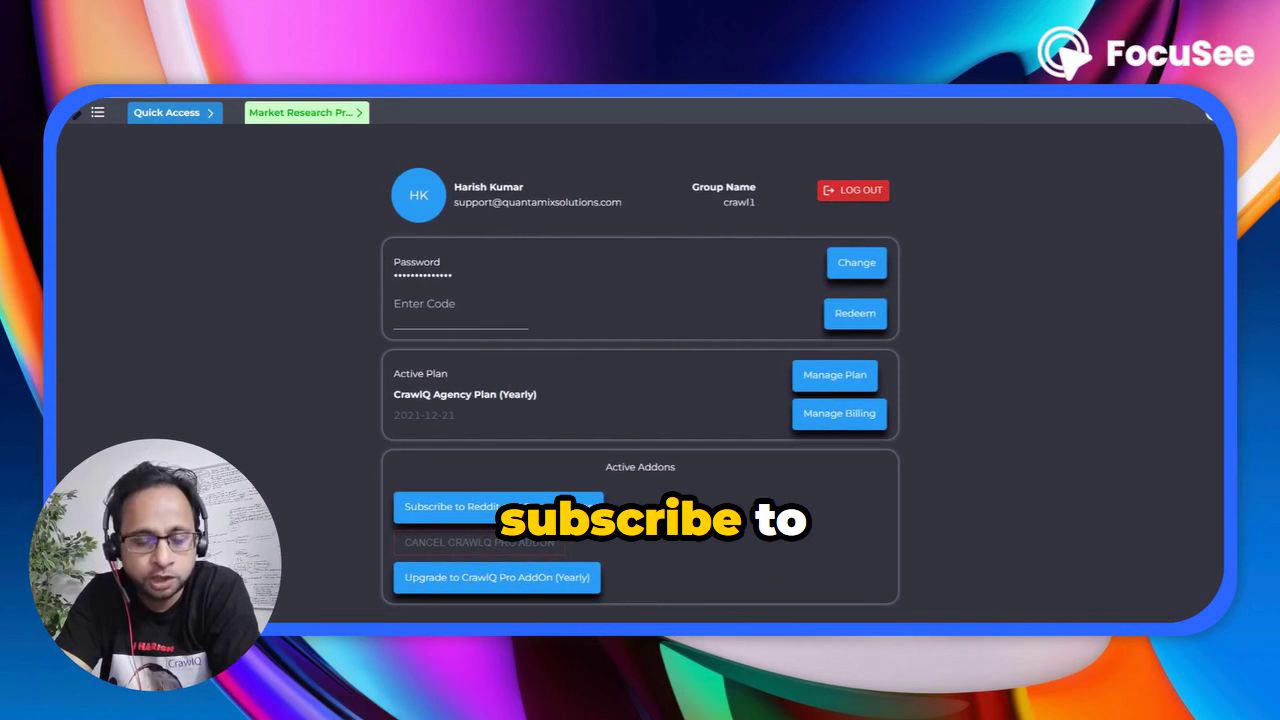 FocuSee
Quick Access
Market Research Pr...
HK
Harish Kumar
support@quantamixsolutions.com
Group Name
crawl1
LOG OUT
Password
••••••••••••••
Change
Enter Code
Redeem
Active Plan
CrawlQ Agency Plan (Yearly)
2021-12-21
Manage Plan
Manage Billing
Active Addons
Subscribe to Reddit
subscribe to
CANCEL CRAWLQ PRO ADDON
Upgrade to CrawlQ Pro AddOn (Yearly)
HARISH
CrawlQ